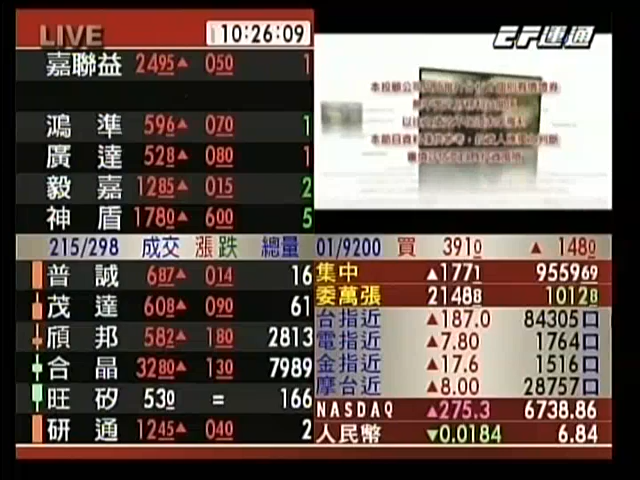 LIVE 10:26:09
嘉聯益 2495▲ 050 1
鴻準 596▲ 070 1
廣達 528▲ 080 1
毅嘉 1285▲ 015 2
神盾 1780▲ 600 5
215/298 成交 漲跌 總量
普誠 687▲ 014 16
茂達 608▲ 090 61
頎邦 582▲ 180 2813
合晶 3280▲ 130 7989
旺矽 530 = 166
研通 1245▲ 040 2
運通
01/9200 買 3910 ▲ 1480
集中 ▲1771 955969
委萬張 21488 10128
台指近 ▲187.0 84305口
電指近 ▲7.80 1764口
金指近 ▲17.6 1516口
摩台近 ▲8.00 28757口
NASDAQ ▲275.3 6738.86
人民幣 ▼0.0184 6.84